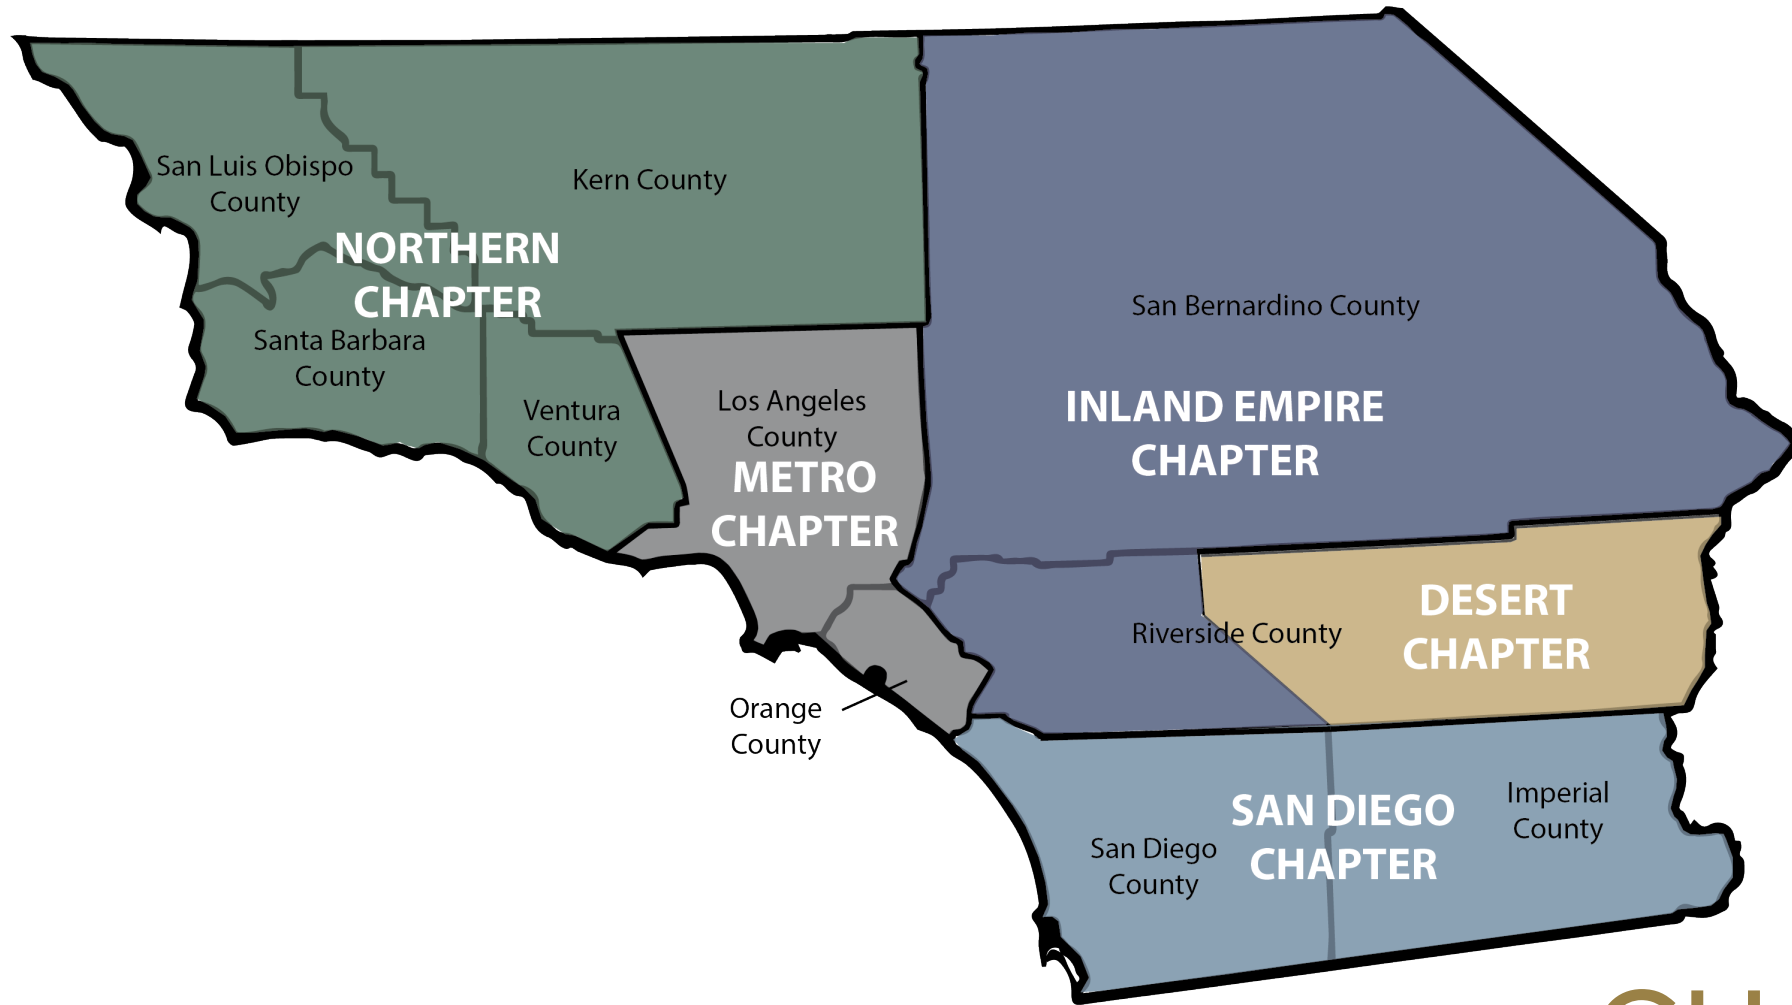 San Luis Obispo
County
Kern County
NORTHERN
CHAPTER
San Bernardino County
Santa Barbara
County
Ventura
County
Los Angeles
County
METRO
CHAPTER
INLAND EMPIRE
CHAPTER
DESERT
CHAPTER
Riverside County
Orange
County
SAN DIEGO
CHAPTER
Imperial
County
San Diego
County